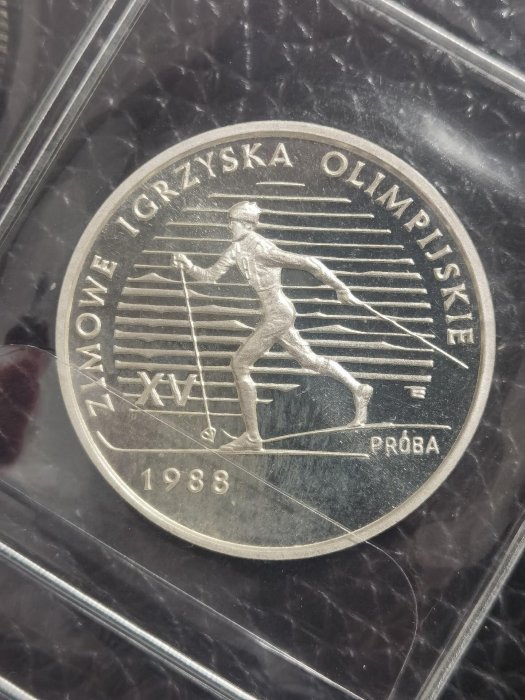 ZIMOWE IGRZYSKA OLIMPIJSKIE
XV
PRÓBA
1988